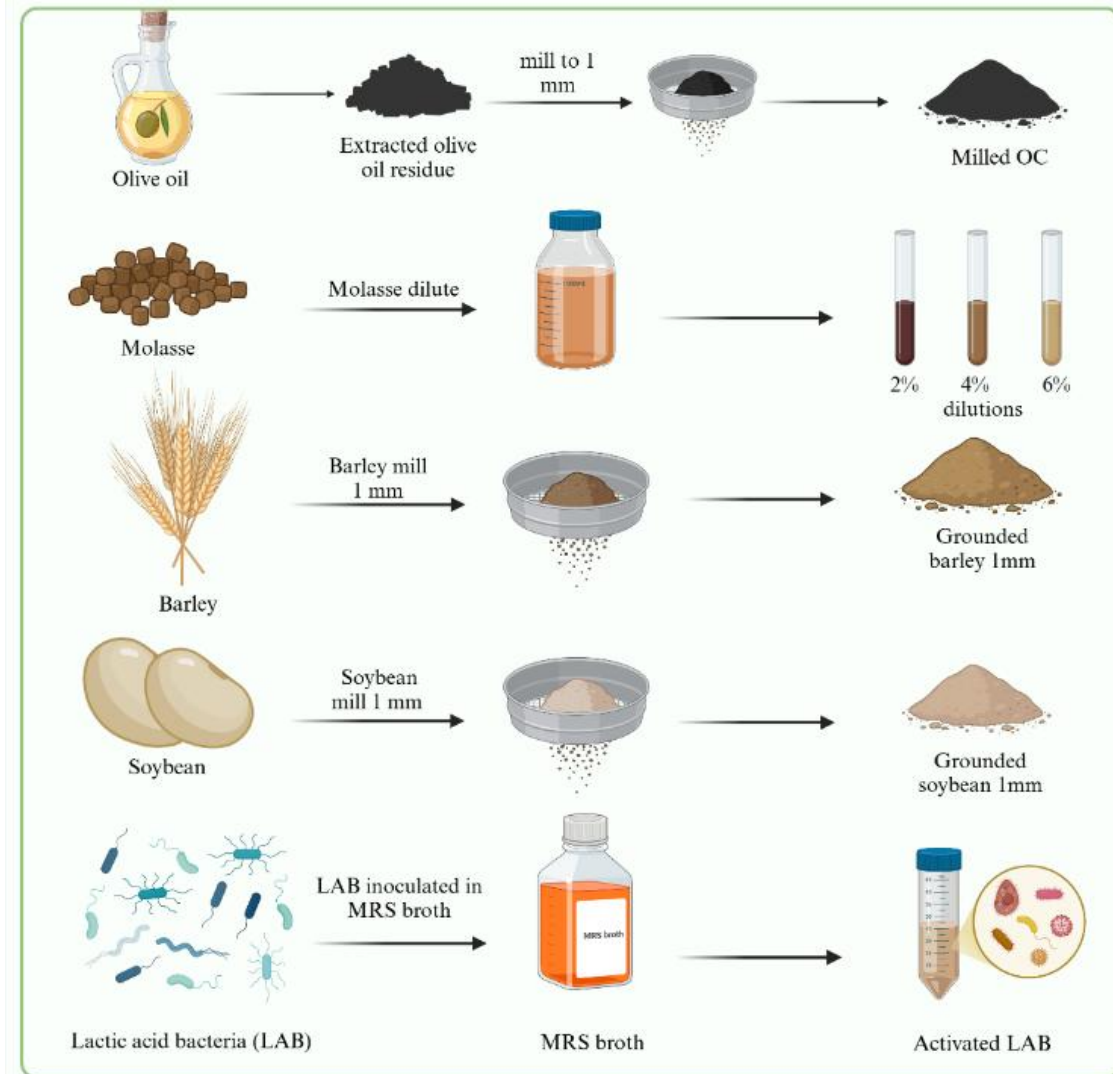 mill to 1
mm
Olive oil
Extracted olive
oil residue
Milled OC
Molasse dilute
Molasse
2%
4%
6%
dilutions
Barley mill
1 mm
Barley
Grounded
barley 1mm
Soybean
mill 1 mm
Soybean
Grounded
soybean 1mm
LAB inoculated in
MRS broth
MRS broth
Lactic acid bacteria (LAB)
MRS broth
Activated LAB